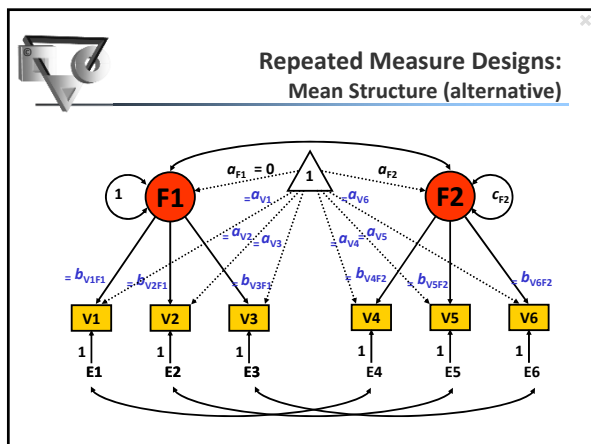 ©
Repeated Measure Designs:
Mean Structure (alternative)
a_F1 = 0
1
a_F2
1
F1
F2
c_F2
= a_V1
= a_V6
= a_V2
= a_V3
= a_V4
= a_V5
= b_V1F1
= b_V2F1
= b_V3F1
= b_V4F2
= b_V5F2
= b_V6F2
V1 V2 V3 V4 V5 V6
1 1 1 1 1 1
E1 E2 E3 E4 E5 E6